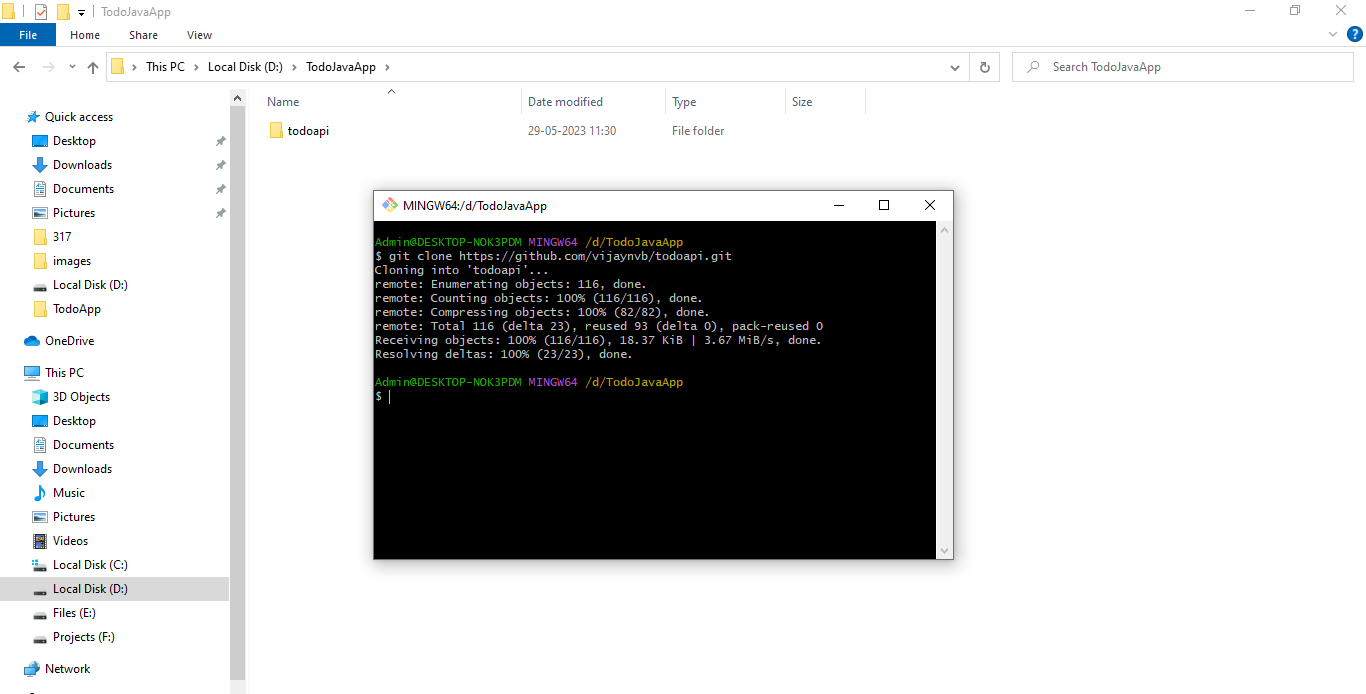 TodoJavaApp
File Home Share View
This PC Local Disk (D:) TodoJavaApp Search TodoJavaApp
Name Date modified Type Size
todoapi 29-05-2023 11:30 File folder
Quick access
Desktop
Downloads
Documents
Pictures
317
images
Local Disk (D:)
TodoApp
OneDrive
This PC
3D Objects
Desktop
Documents
Downloads
Music
Pictures
Videos
Local Disk (C:)
Local Disk (D:)
Files (E:)
Projects (F:)
Network
MINGW64:/d/TodoJavaApp
Admin@DESKTOP-NOK3PDM MINGW64 /d/TodoJavaApp
$ git clone https://github.com/vijaynvb/todoapi.git
Cloning into 'todoapi'...
remote: Enumerating objects: 116, done.
remote: Counting objects: 100% (116/116), done.
remote: Compressing objects: 100% (82/82), done.
remote: Total 116 (delta 23), reused 93 (delta 0), pack-reused 0
Receiving objects: 100% (116/116), 18.37 KiB | 3.67 MiB/s, done.
Resolving deltas: 100% (23/23), done.
Admin@DESKTOP-NOK3PDM MINGW64 /d/TodoJavaApp
$